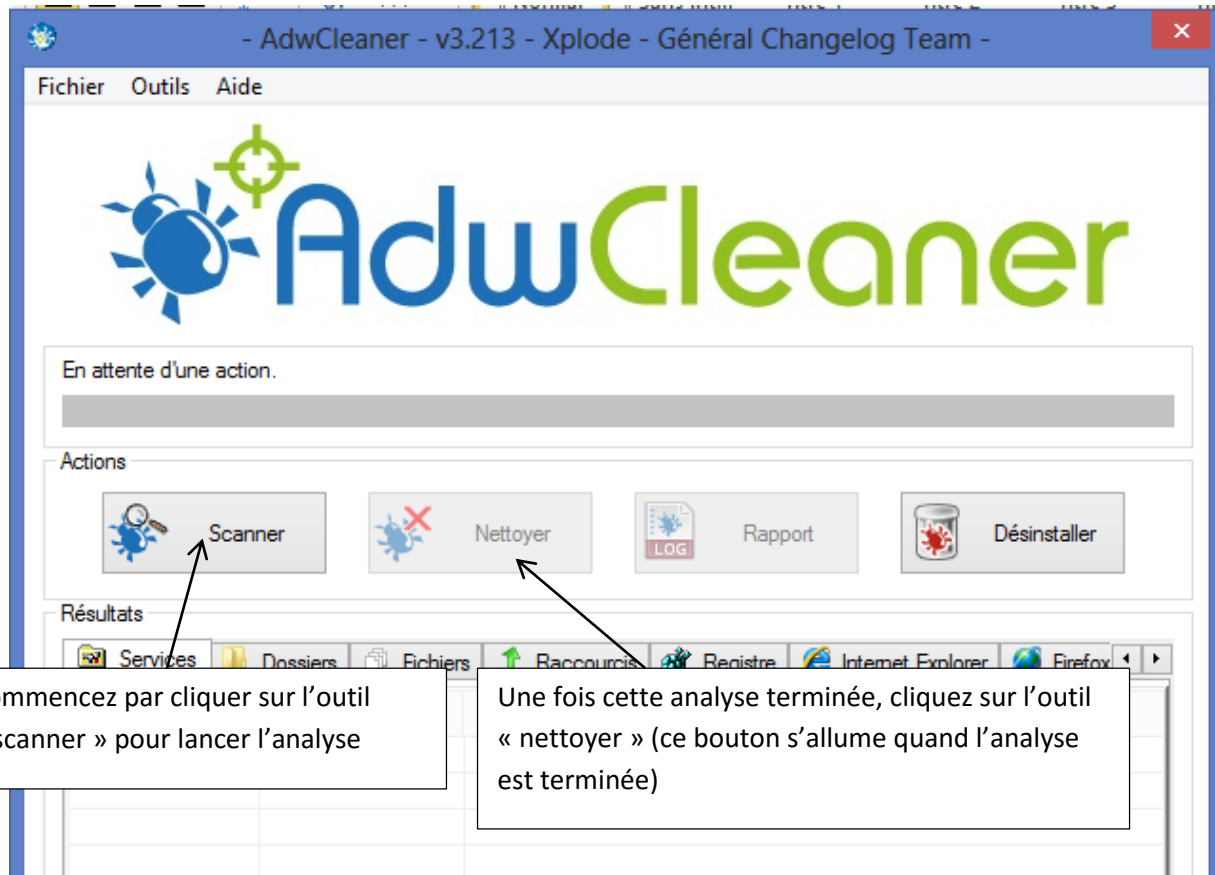 - AdwCleaner - v3.213 - Xplode - Général Changelog Team -
Fichier Outils Aide
AdwCleaner
En attente d'une action.
Actions
Scanner Nettoyer LOG Rapport Désinstaller
Résultats
Services Dossiers Fichiers Raccourcis Registre Internet Explorer Firefox
par cliquer sur l’outil
scanner » pour lancer l’analyse
Une fois cette analyse terminée, cliquez sur l’outil
« nettoyer » (ce bouton s’allume quand l’analyse
est terminée)